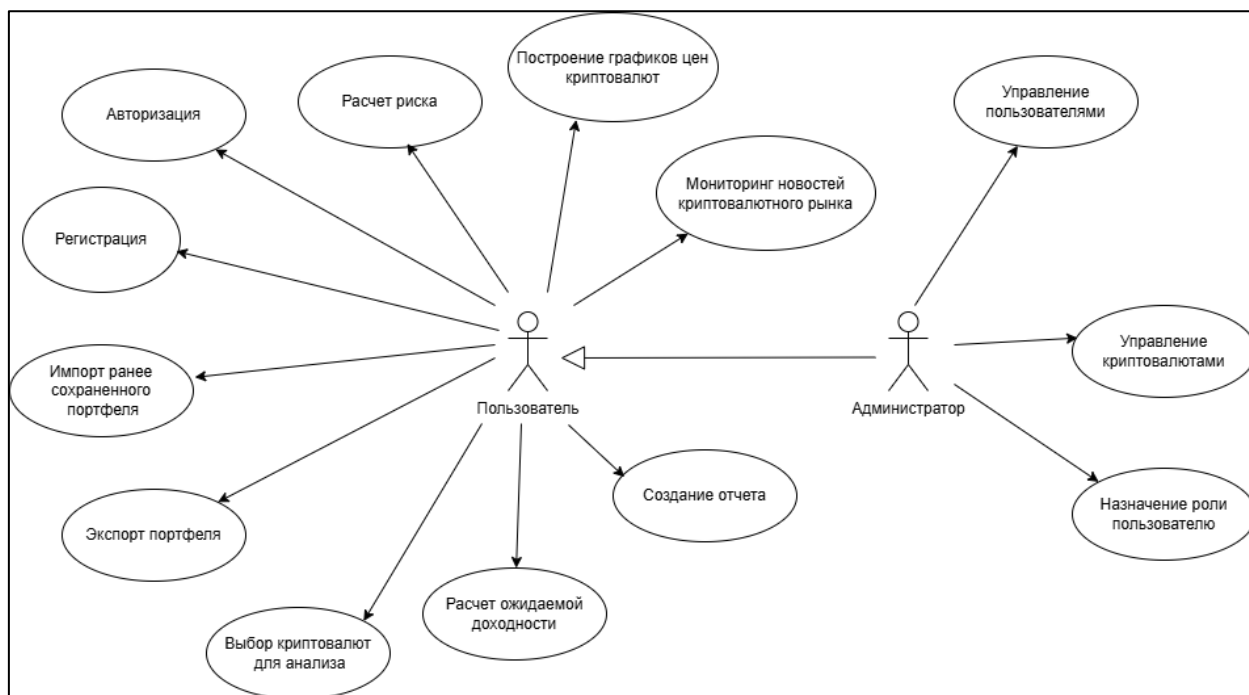 Построение графиков цен
криптовалют
Управление
пользователями
Расчет риска
Авторизация
Мониторинг новостей
криптовалютного рынка
Регистрация
Управление
криптовалютами
Импорт ранее
сохраненного
портфеля
Пользователь
Администратор
Создание отчета
Назначение роли
пользователю
Экспорт портфеля
Расчет ожидаемой
доходности
Выбор криптовалют
для анализа